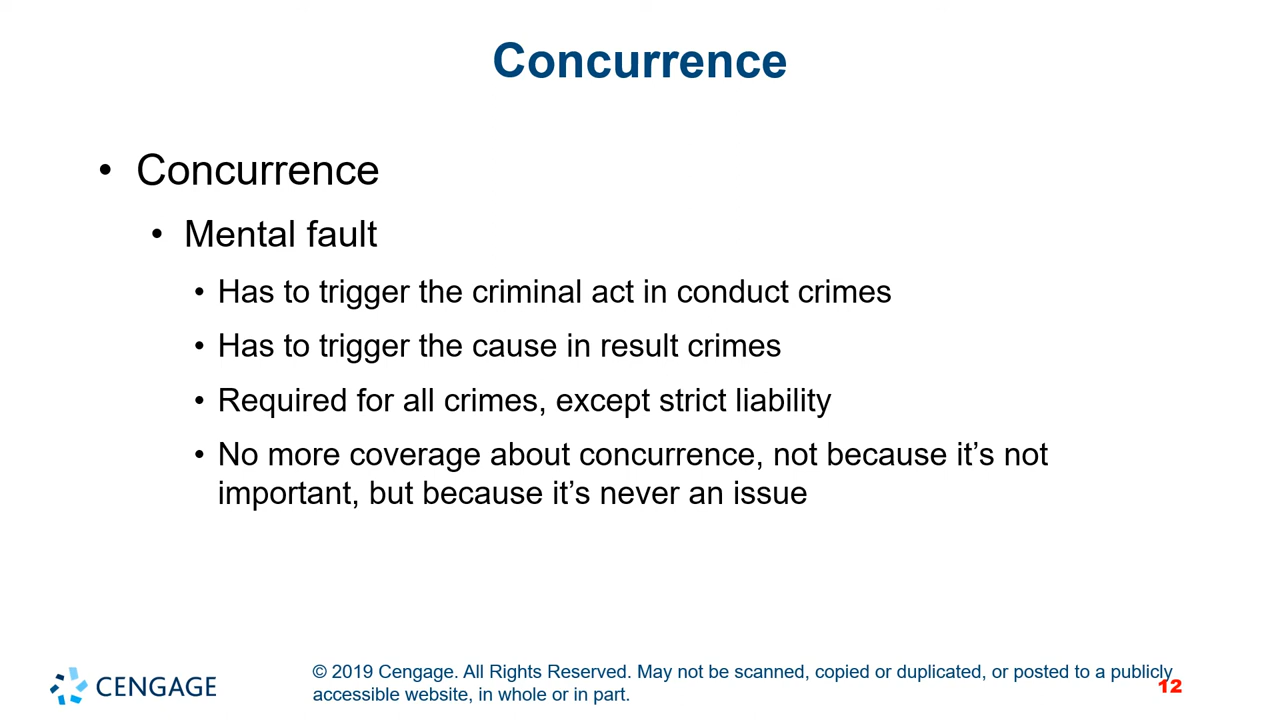 Concurrence
• Concurrence
• Mental fault
• Has to trigger the criminal act in conduct crimes
• Has to trigger the cause in result crimes
• Required for all crimes, except strict liability
• No more coverage about concurrence, not because it’s not
important, but because it’s never an issue
CENGAGE
© 2019 Cengage. All Rights Reserved. May not be scanned, copied or duplicated, or posted to a publicly
accessible website, in whole or in part.
12